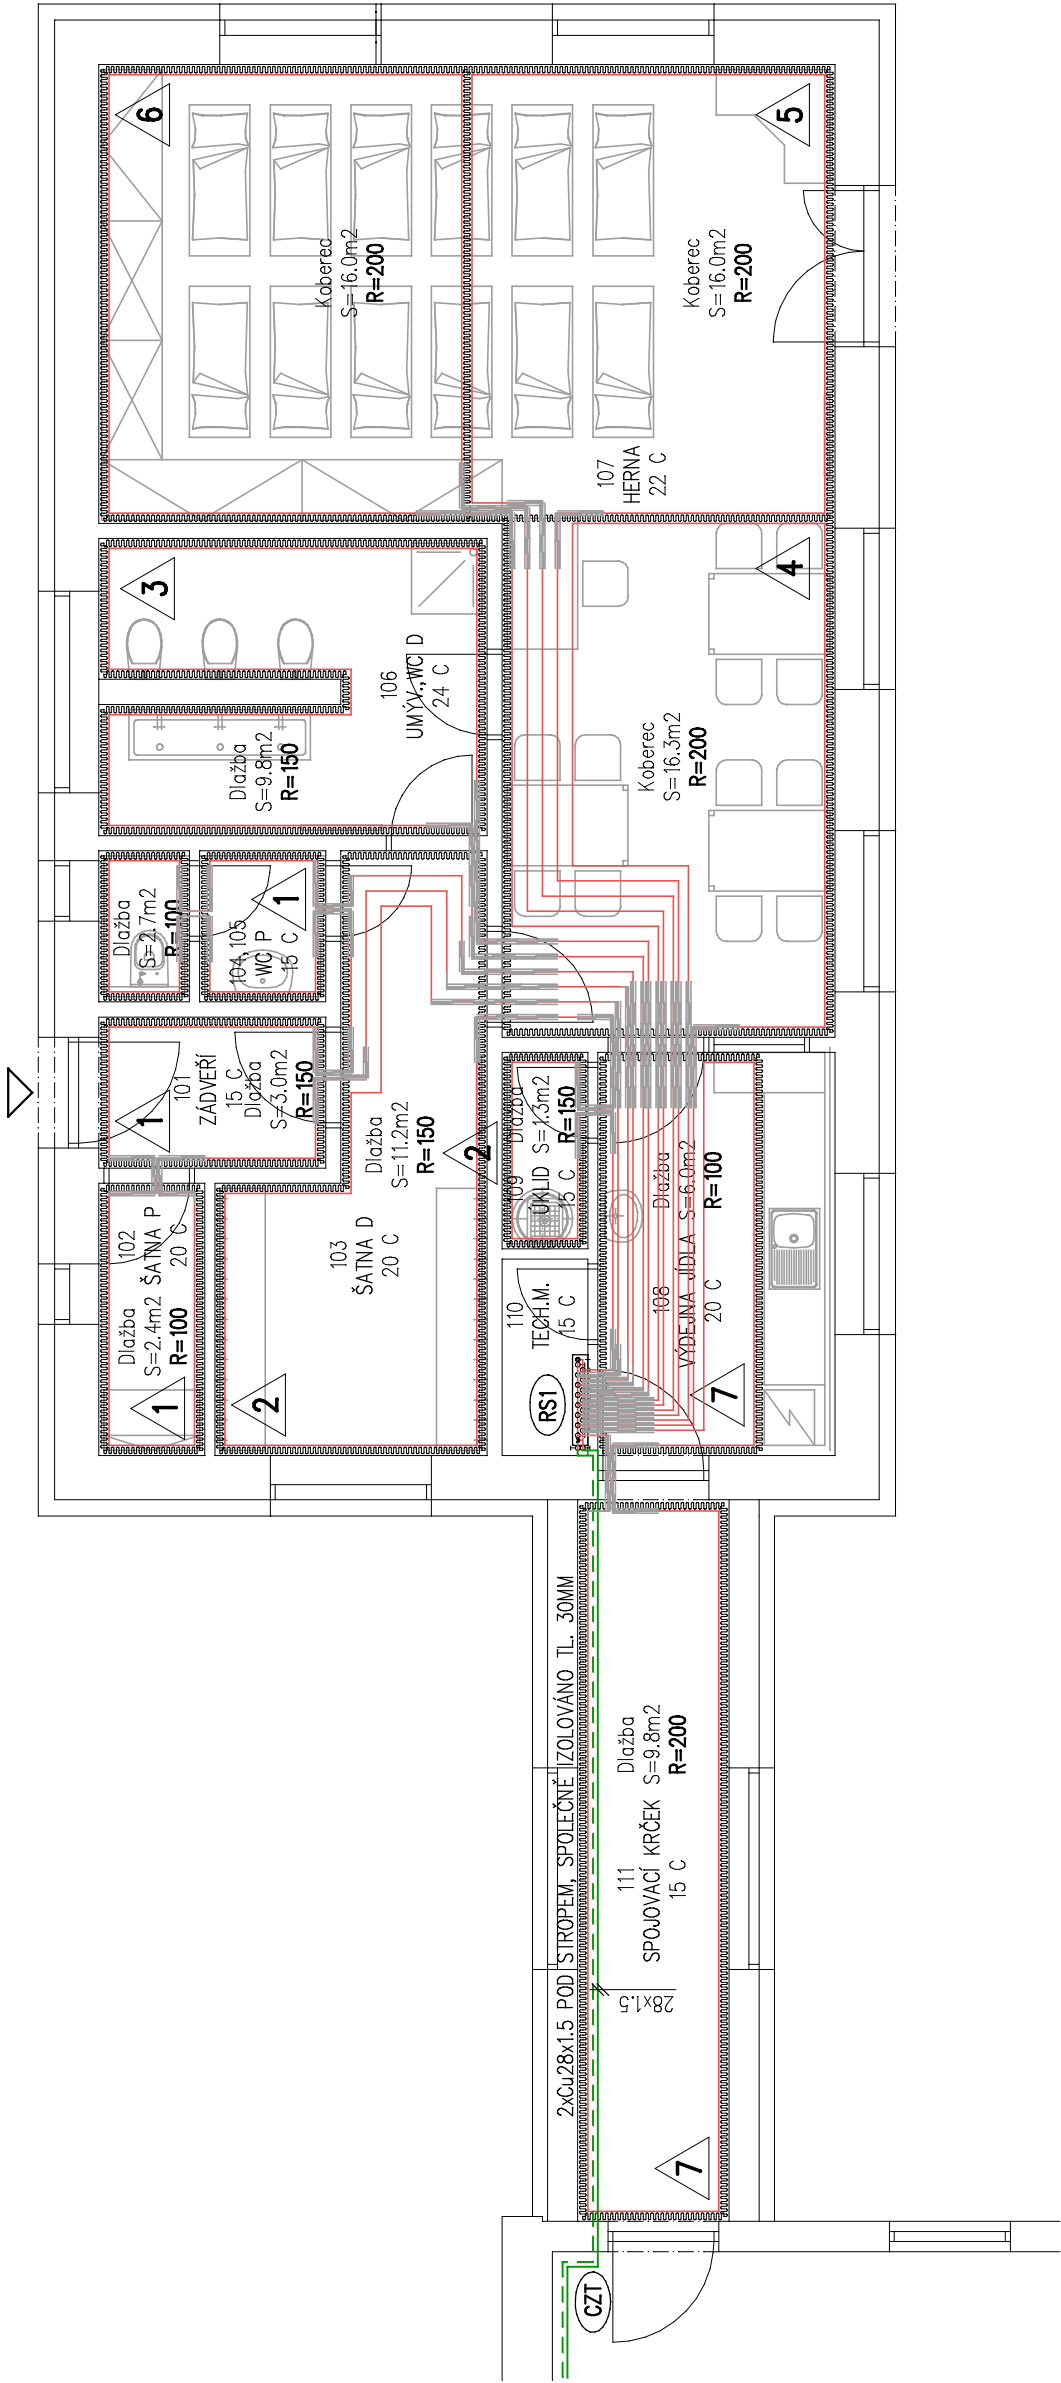 6
Koberec
S=16.0m2
R=200
5
Koberec
S=16.0m2
R=200
107
HERNA
22 C
3
106
UMÝV.,WC D
24 C
Dlažba
S=9.8m2
R=150
4
Koberec
S=16.3m2
R=200
Dlažba
S=2.7m2
R=100
1
104,105
WC P
15 C
101
ZÁDVEŘÍ
15 C
Dlažba
S=3.0m2
R=150
1
Dlažba
S=11.2m2
R=150
2
109
ÚKLID
15 C
Dlažba
S=1.3m2
R=150
Dlažba
S=6.0m2
R=100
108
VÝDEJNA JÍDLA
20 C
7
102
ŠATNA P
20 C
Dlažba
S=2.4m2
R=100
1
103
ŠATNA D
20 C
2
110
TECH.M.
15 C
RS1
2xCu28x1.5 POD STROPEM, SPOLEČNĚ IZOLOVÁNO TL. 30MM
Dlažba
S=9.8m2
R=200
111
SPOJOVACÍ KRČEK
15 C
28x1.5
7
CZT